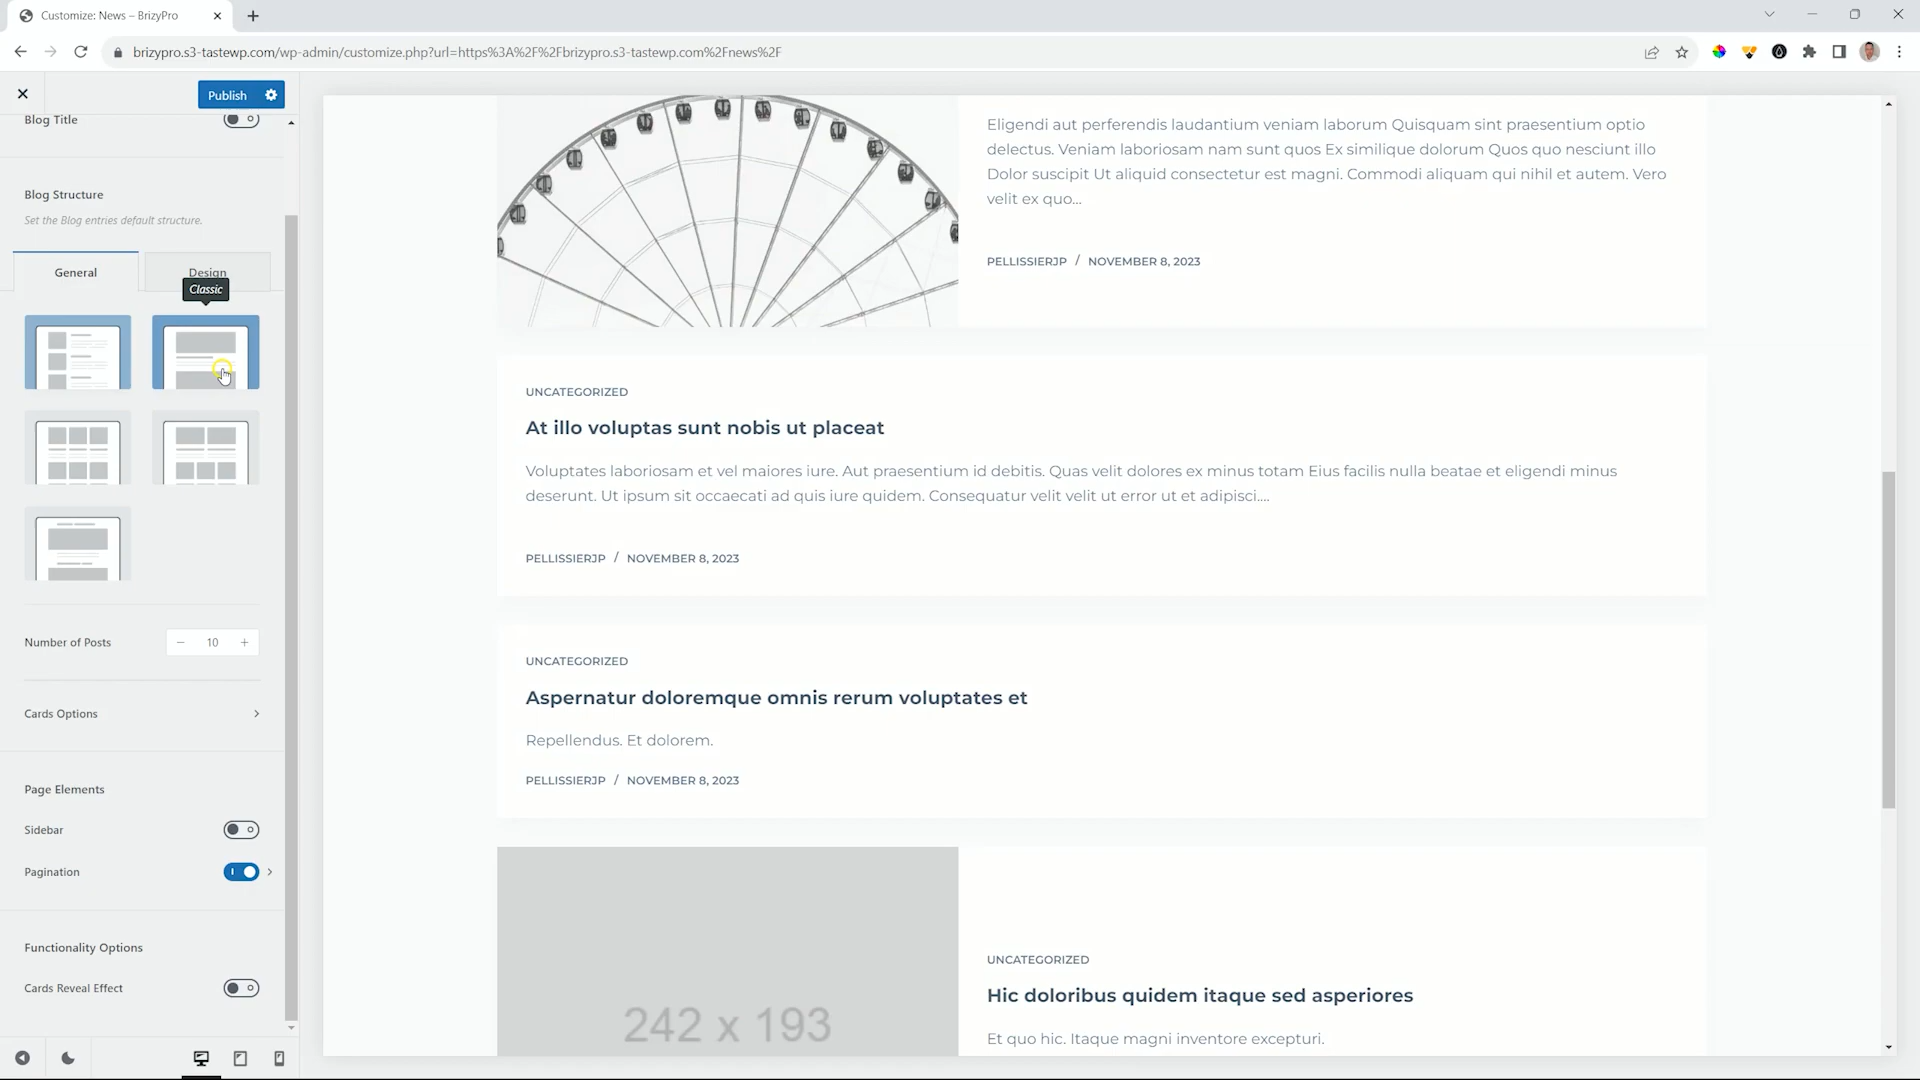 Customize: News – BrizyPro
brizypro.s3-tastewp.com/wp-admin/customize.php?url=https%3A%2F%2Fbrizypro.s3-tastewp.com%2Fnews%2F
Publish
Blog Title
Blog Structure
Set the Blog entries default structure.
General
Design
Classic
Number of Posts
10
Cards Options
Page Elements
Sidebar
Pagination
Functionality Options
Cards Reveal Effect
Eligendi aut perferendis laudantium veniam laborum Quisquam sint praesentium optio
delectus. Veniam laboriosam nam sunt quos Ex similique dolorum Quos quo nesciunt illo
Dolor suscipit Ut aliquid consectetur est magni. Commodi aliquam qui nihil et autem. Vero
velit ex quo...
PELLISSIERJP / NOVEMBER 8, 2023
UNCATEGORIZED
At illo voluptas sunt nobis ut placeat
Voluptates laboriosam et vel maiores iure. Aut praesentium id debitis. Quas velit dolores ex minus totam Eius facilis nulla beatae et eligendi minus
deserunt. Ut ipsum sit occaecati ad quis iure quidem. Consequatur velit velit ut error ut et adipisci....
PELLISSIERJP / NOVEMBER 8, 2023
UNCATEGORIZED
Aspernatur doloremque omnis rerum voluptates et
Repellendus. Et dolorem.
PELLISSIERJP / NOVEMBER 8, 2023
242 x 193
UNCATEGORIZED
Hic doloribus quidem itaque sed asperiores
Et quo hic. Itaque magni inventore excepturi.